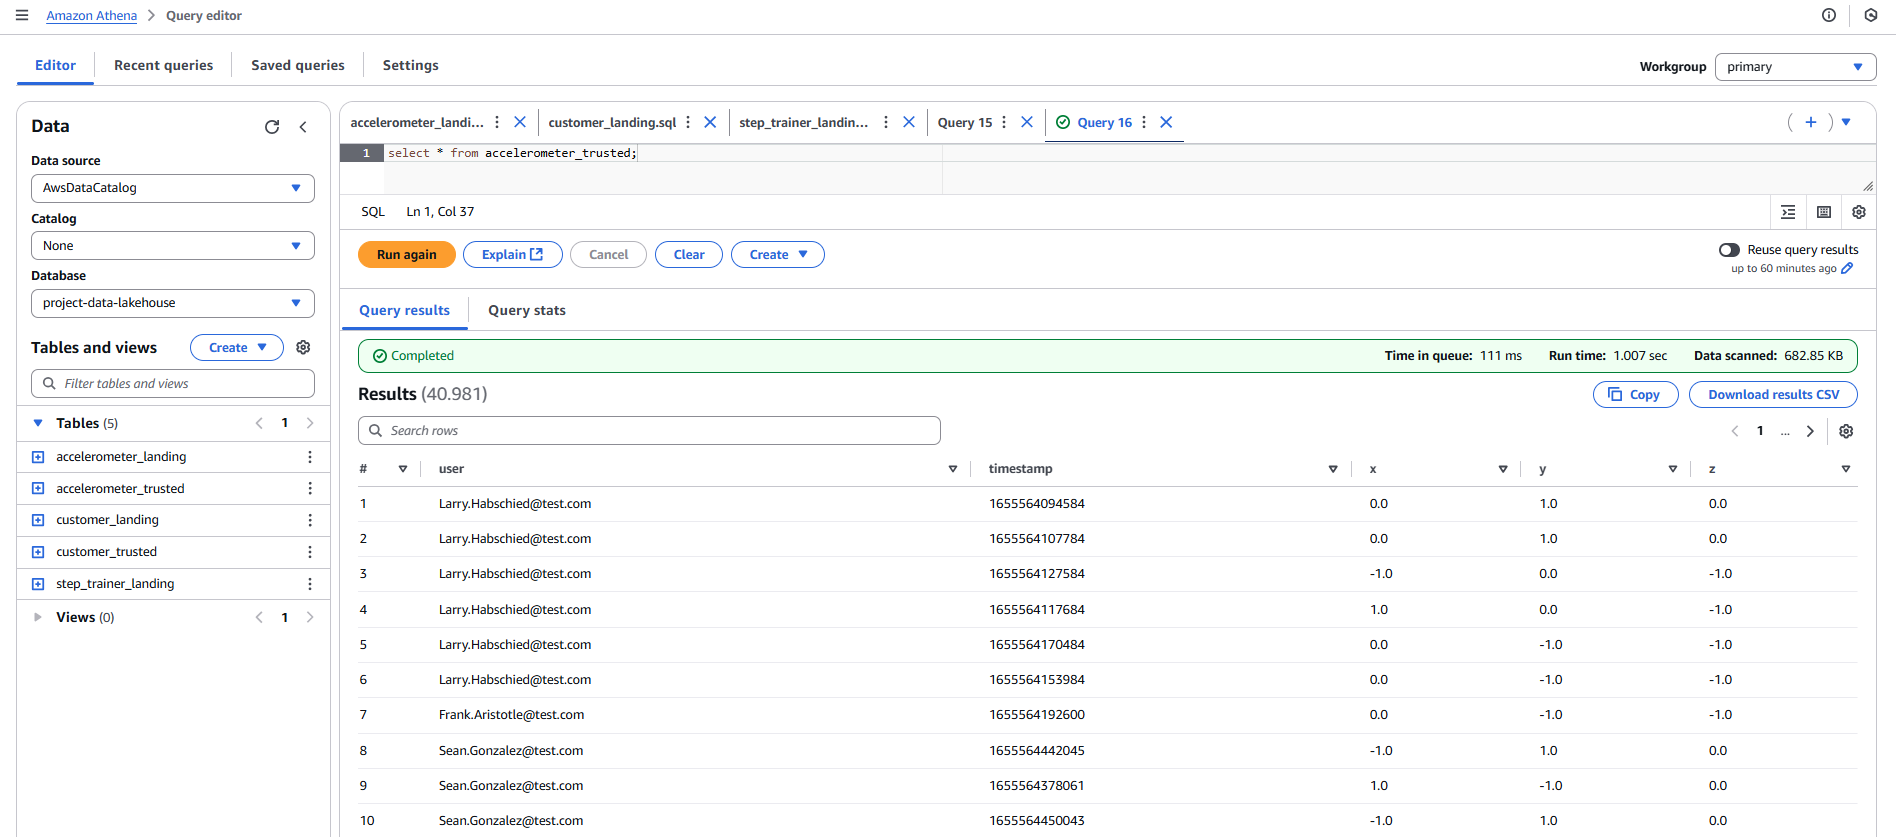 Amazon Athena > Query editor
Editor Recent queries Saved queries Settings
Workgroup primary
Data
Data source
AwsDataCatalog
Catalog
None
Database
project-data-lakehouse
Tables and views Create
Filter tables and views
Tables (5) < 1 >
accelerometer_landing
accelerometer_trusted
customer_landing
customer_trusted
step_trainer_landing
Views (0) < 1 >
accelerometer_landi... customer_landing.sql step_trainer_landin... Query 15 Query 16
1 select * from accelerometer_trusted;
SQL Ln 1, Col 37
Run again Explain Cancel Clear Create
Reuse query results
up to 60 minutes ago
Query results Query stats
Completed Time in queue: 111 ms Run time: 1.007 sec Data scanned: 682.85 KB
Results (40.981) Copy Download results CSV
Search rows
< 1 ... >
# user timestamp x y z
1 Larry.Habschied@test.com 1655564094584 0.0 1.0 0.0
2 Larry.Habschied@test.com 1655564107784 0.0 1.0 0.0
3 Larry.Habschied@test.com 1655564127584 -1.0 0.0 -1.0
4 Larry.Habschied@test.com 1655564117684 1.0 0.0 -1.0
5 Larry.Habschied@test.com 1655564170484 0.0 -1.0 -1.0
6 Larry.Habschied@test.com 1655564153984 0.0 -1.0 -1.0
7 Frank.Aristotle@test.com 1655564192600 0.0 -1.0 -1.0
8 Sean.Gonzalez@test.com 1655564442045 -1.0 1.0 0.0
9 Sean.Gonzalez@test.com 1655564378061 1.0 -1.0 0.0
10 Sean.Gonzalez@test.com 1655564450043 -1.0 1.0 0.0